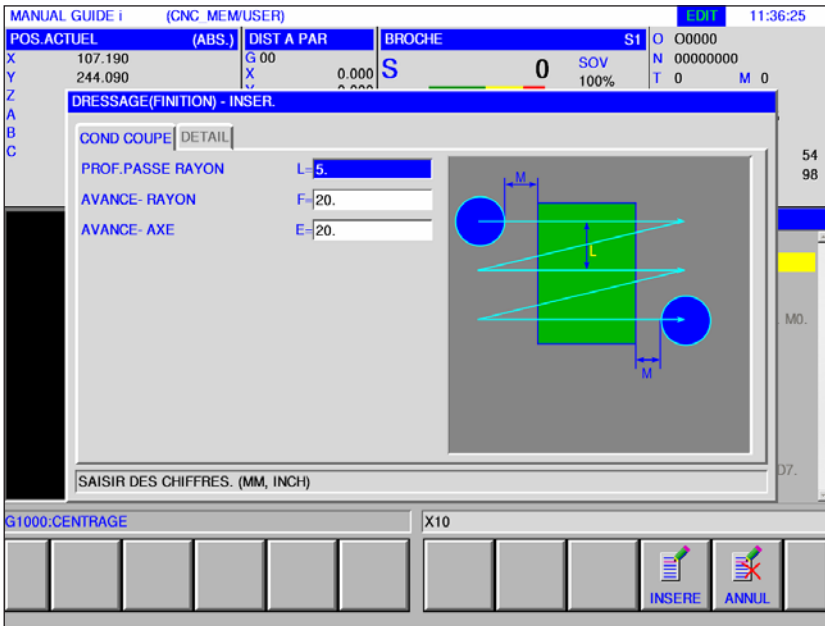 MANUAL GUIDE i (CNC_MEM/USER) EDIT 11:36:25
POS.ACTUEL (ABS.) DIST A PAR BROCHE S1 O O0000
X 107.190 G 00 S 0 SOV N 00000000
Y 244.090 X 0.000 100% T 0 M 0
Z
A
B
C
54
98
DRESSAGE(FINITION) - INSER.
COND COUPE DETAIL
PROF.PASSE RAYON L= 5.
AVANCE- RAYON F= 20.
AVANCE- AXE E= 20.
M
L
M
M0.
D7.
SAISIR DES CHIFFRES. (MM, INCH)
G1000:CENTRAGE X10
INSERE ANNUL